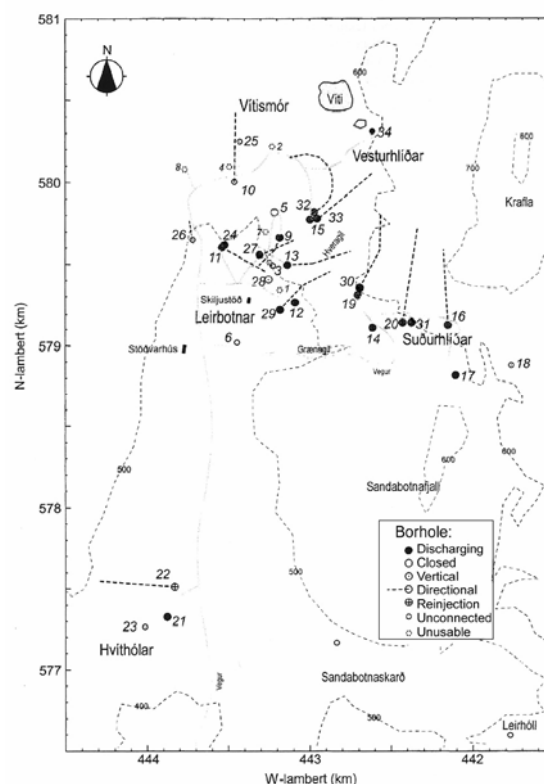 581
580
579
578
577
N-lambert (km)
444
443
442
W-lambert (km)
N
600
Víti
Vítismór
25
2
34
4
8
Vesturhlíðar
600
700
10
Krafla
5
32
33
15
26
24
7
9
11
27
13
Hveragil
3
28
30
1
19
Skiljustöð
Leirbotnar
29
12
20
31
16
Suðurhlíðar
6
14
Stöðvarhús
Grænagil
Vegur
18
17
500
600
600
Sandabotnafjall
500
22
21
23
Hvíthólar
Borehole:
Discharging
Closed
Vertical
Directional
Reinjection
Unconnected
Unusable
Vegur
Sandabotnaskarð
400
500
Leirhóll